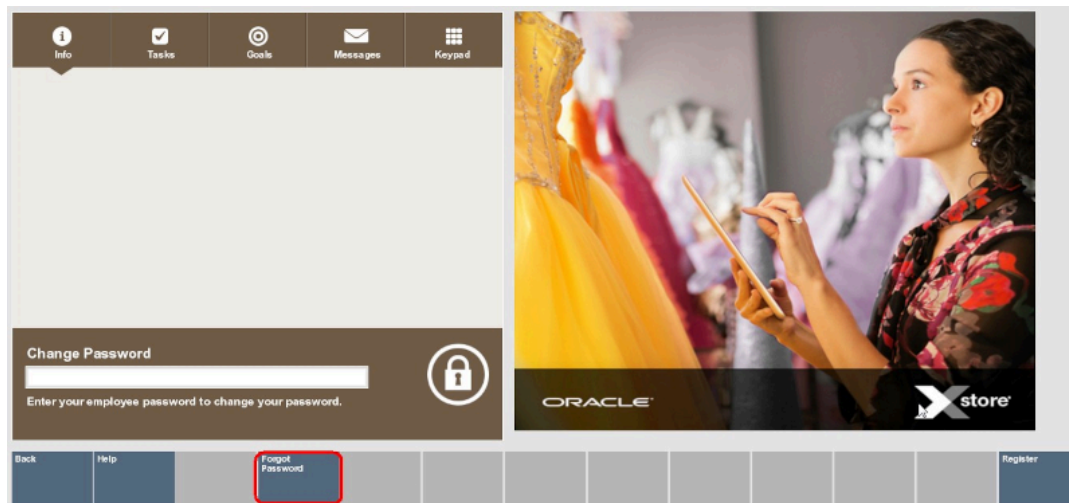 Info
Tasks
Goals
Messages
Keypad
Change Password
Enter your employee password to change your password.
ORACLE
Xstore
Back
Help
Forgot
Password
Register